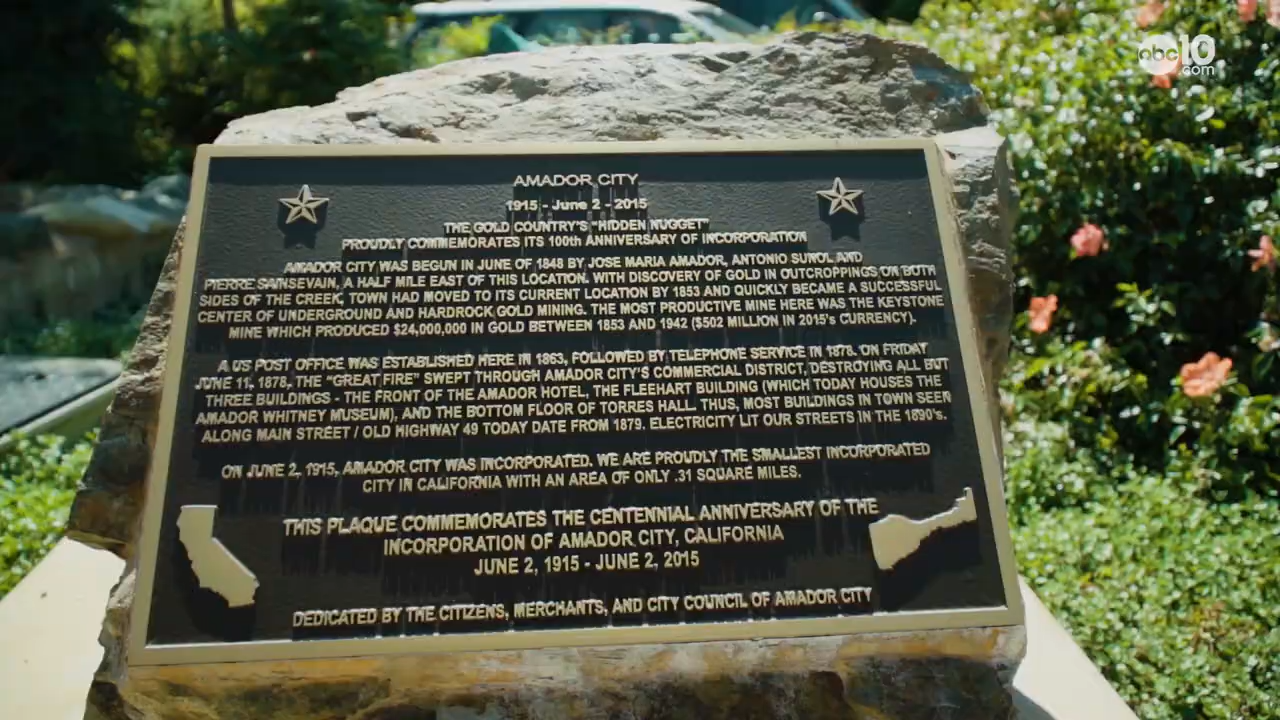 abc10
.com
AMADOR CITY
1915 - June 2 - 2015
THE GOLD COUNTRY'S "HIDDEN NUGGET"
PROUDLY COMMEMORATES ITS 100th ANNIVERSARY OF INCORPORATION
AMADOR CITY WAS BEGUN IN JUNE OF 1848 BY JOSE MARIA AMADOR, ANTONIO SUNOL AND
PIERRE SAINSEVAIN, A HALF MILE EAST OF THIS LOCATION. WITH DISCOVERY OF GOLD IN OUTCROPPINGS ON BOTH
SIDES OF THE CREEK, TOWN HAD MOVED TO ITS CURRENT LOCATION BY 1853 AND QUICKLY BECAME A SUCCESSFUL
CENTER OF UNDERGROUND AND HARDROCK GOLD MINING. THE MOST PRODUCTIVE MINE HERE WAS THE KEYSTONE
MINE WHICH PRODUCED $24,000,000 IN GOLD BETWEEN 1853 AND 1942 ($502 MILLION IN 2015's CURRENCY).
A US POST OFFICE WAS ESTABLISHED HERE IN 1863, FOLLOWED BY TELEPHONE SERVICE IN 1878. ON FRIDAY
JUNE 11, 1878, THE "GREAT FIRE" SWEPT THROUGH AMADOR CITY'S COMMERCIAL DISTRICT, DESTROYING ALL BUT
THREE BUILDINGS - THE FRONT OF THE AMADOR HOTEL, THE FLEEHART BUILDING (WHICH TODAY HOUSES THE
AMADOR WHITNEY MUSEUM), AND THE BOTTOM FLOOR OF TORRES HALL. THUS, MOST BUILDINGS IN TOWN SEEN
ALONG MAIN STREET / OLD HIGHWAY 49 TODAY DATE FROM 1879. ELECTRICITY LIT OUR STREETS IN THE 1890's.
ON JUNE 2, 1915, AMADOR CITY WAS INCORPORATED. WE ARE PROUDLY THE SMALLEST INCORPORATED
CITY IN CALIFORNIA WITH AN AREA OF ONLY .31 SQUARE MILES.
THIS PLAQUE COMMEMORATES THE CENTENNIAL ANNIVERSARY OF THE
INCORPORATION OF AMADOR CITY, CALIFORNIA
JUNE 2, 1915 - JUNE 2, 2015
DEDICATED BY THE CITIZENS, MERCHANTS, AND CITY COUNCIL OF AMADOR CITY